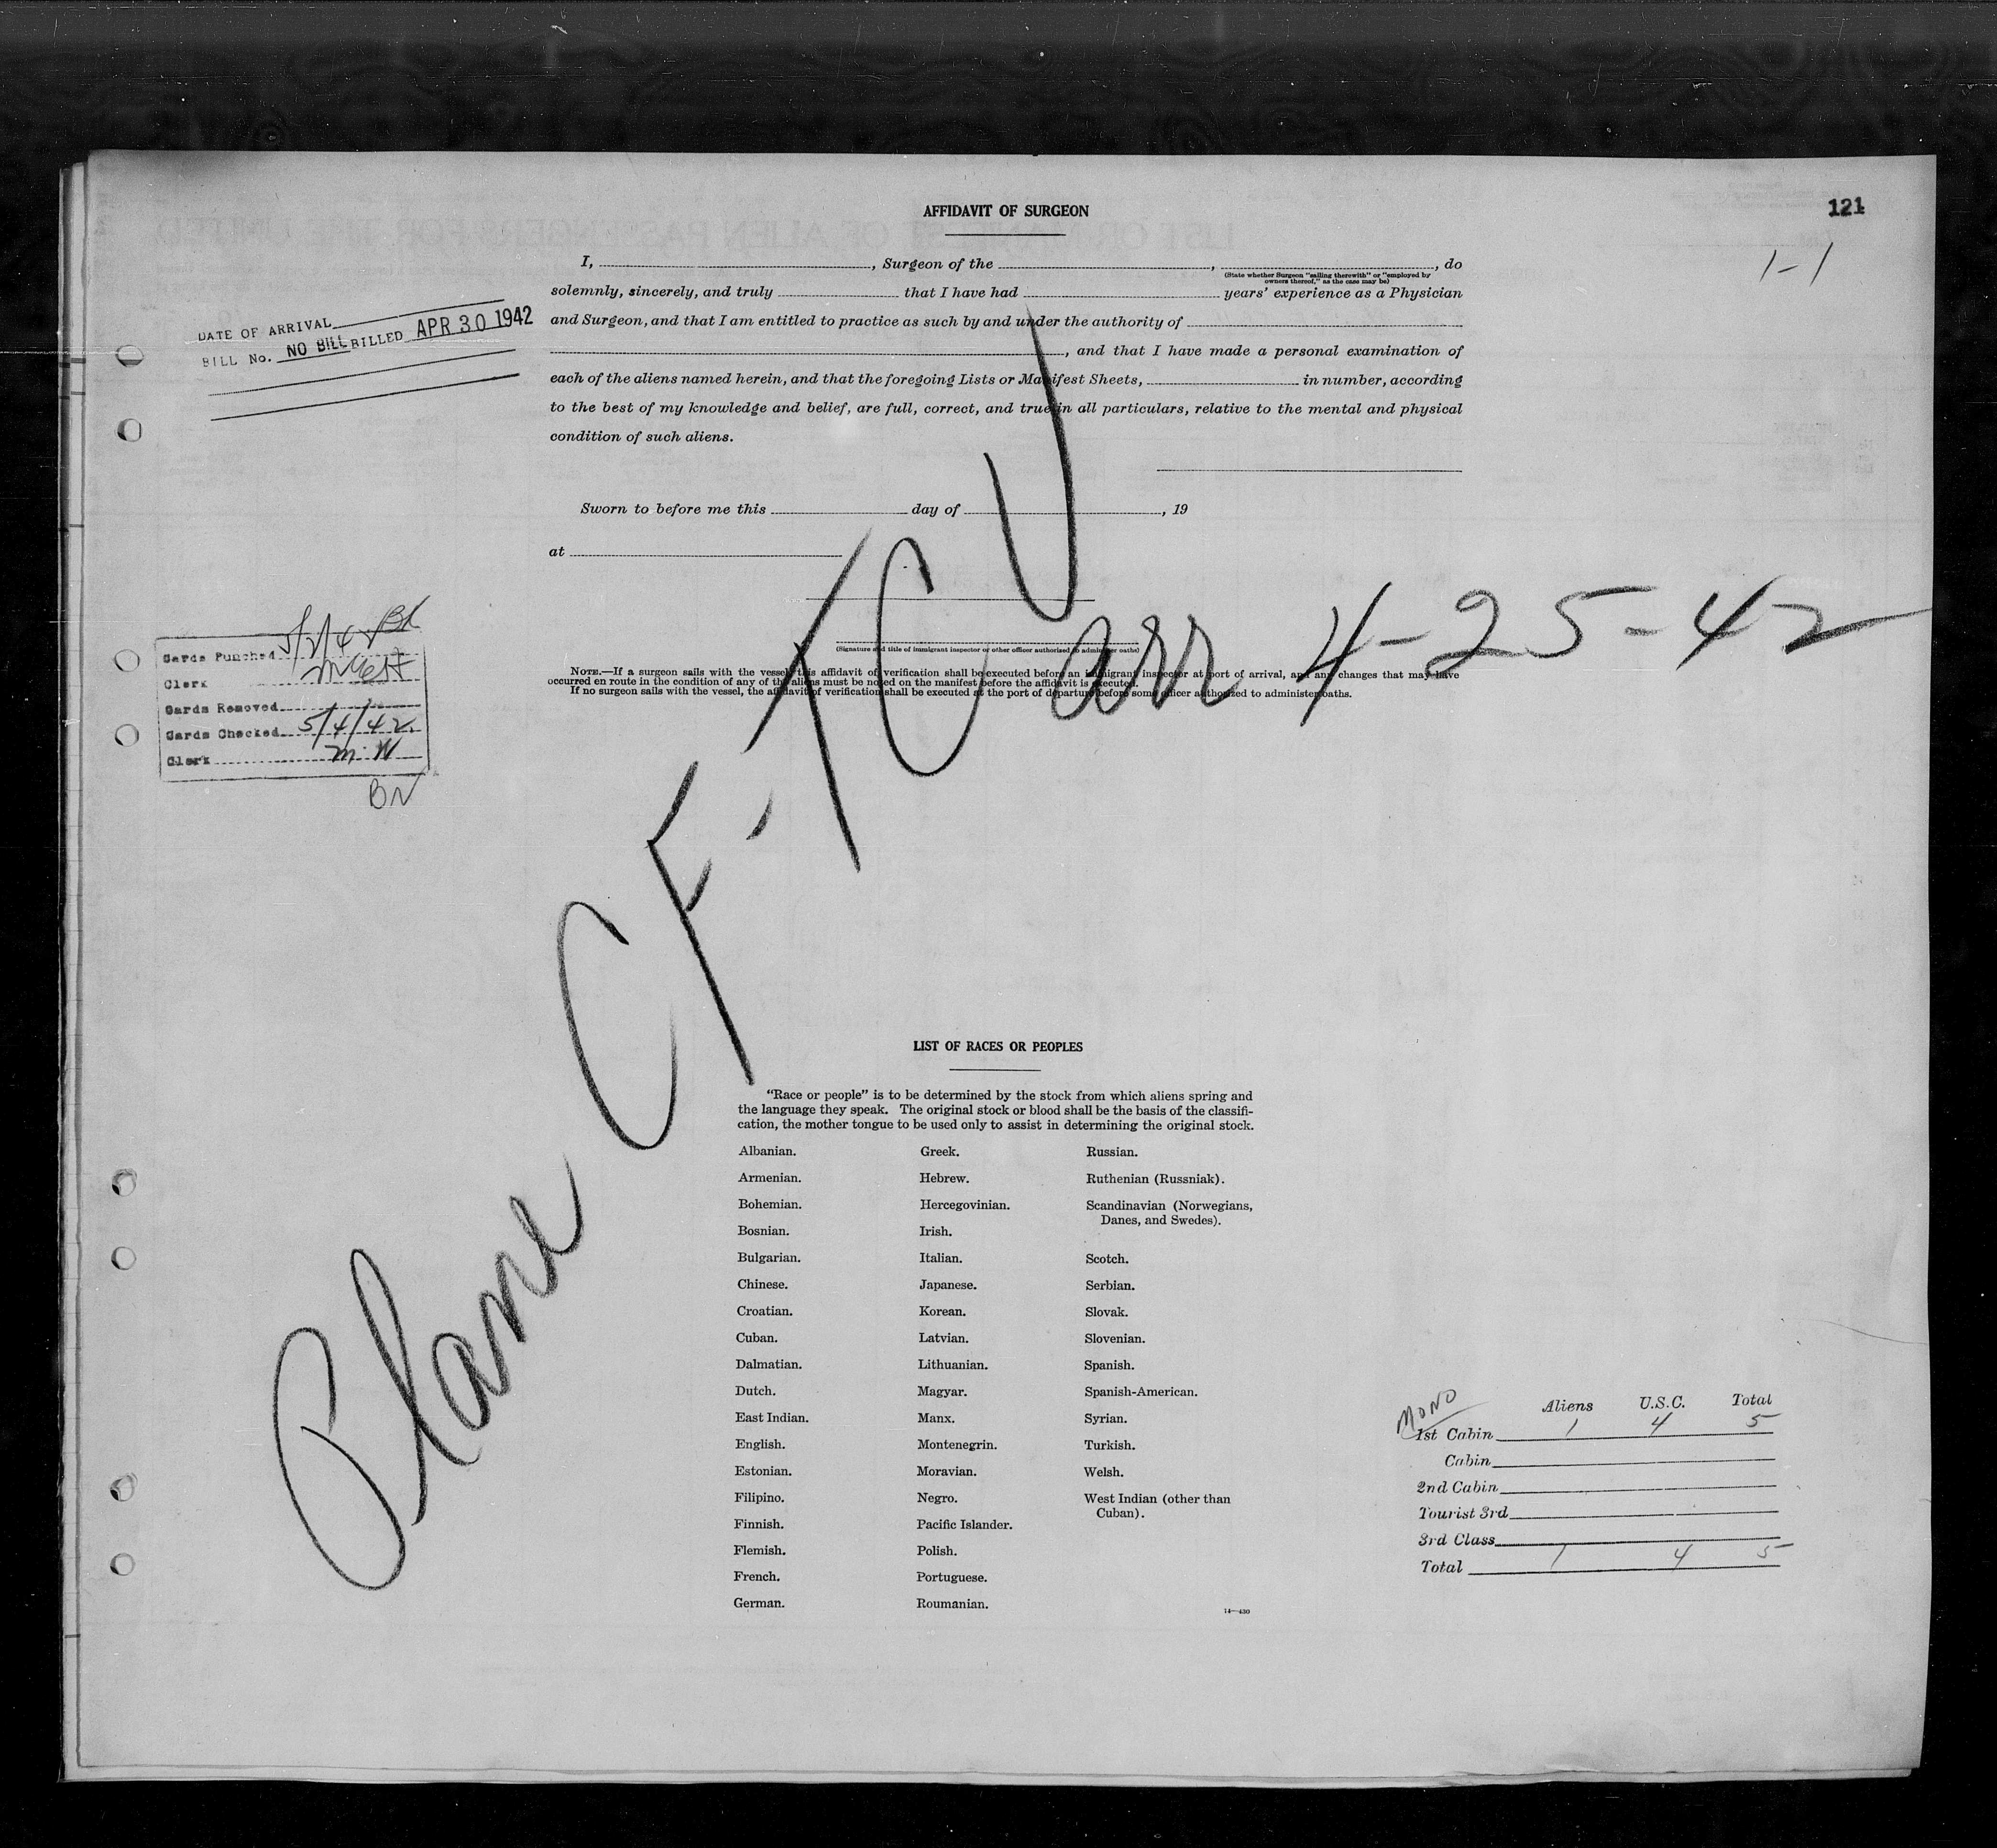 AFFIDAVIT OF SURGEON
121
1-1
I, , Surgeon of the , , do
(State whether Surgeon "sailing therewith" or "employed by
owners thereof," as the case may be)
solemnly, sincerely, and truly that I have had years' experience as a Physician
and Surgeon, and that I am entitled to practice as such by and under the authority of
, and that I have made a personal examination of
each of the aliens named herein, and that the foregoing Lists or Manifest Sheets, in number, according
to the best of my knowledge and belief, are full, correct, and true in all particulars, relative to the mental and physical
condition of such aliens.
DATE OF ARRIVAL
BILL No. NO BILL BILLED APR 30 1942
Sworn to before me this day of , 19
at
(Signature and title of immigrant inspector or other officer authorized to administer oaths)
NOTE.—If a surgeon sails with the vessel, this affidavit of verification shall be executed before an immigrant inspector at port of arrival, and any changes that may have
occurred en route in the condition of any of the aliens must be noted on the manifest before the affidavit is executed.
If no surgeon sails with the vessel, the affidavit of verification shall be executed at the port of departure before some officer authorized to administer oaths.
Cards Punched
Clerk
Cards Removed
Cards Checked 5/4/42
Clerk M. W
BN
Plane CF-TCU arr 4-25-42
LIST OF RACES OR PEOPLES
"Race or people" is to be determined by the stock from which aliens spring and
the language they speak. The original stock or blood shall be the basis of the classifi-
cation, the mother tongue to be used only to assist in determining the original stock.
Albanian.
Armenian.
Bohemian.
Bosnian.
Bulgarian.
Chinese.
Croatian.
Cuban.
Dalmatian.
Dutch.
East Indian.
English.
Estonian.
Filipino.
Finnish.
Flemish.
French.
German.
Greek.
Hebrew.
Hercegovinian.
Irish.
Italian.
Japanese.
Korean.
Latvian.
Lithuanian.
Magyar.
Manx.
Montenegrin.
Moravian.
Negro.
Pacific Islander.
Polish.
Portuguese.
Roumanian.
Russian.
Ruthenian (Russniak).
Scandinavian (Norwegians,
Danes, and Swedes).
Scotch.
Serbian.
Slovak.
Slovenian.
Spanish.
Spanish-American.
Syrian.
Turkish.
Welsh.
West Indian (other than
Cuban).
14—430
MONO
Aliens U.S.C. Total
1st Cabin 1 4 5
Cabin
2nd Cabin
Tourist 3rd
3rd Class
Total 1 4 5